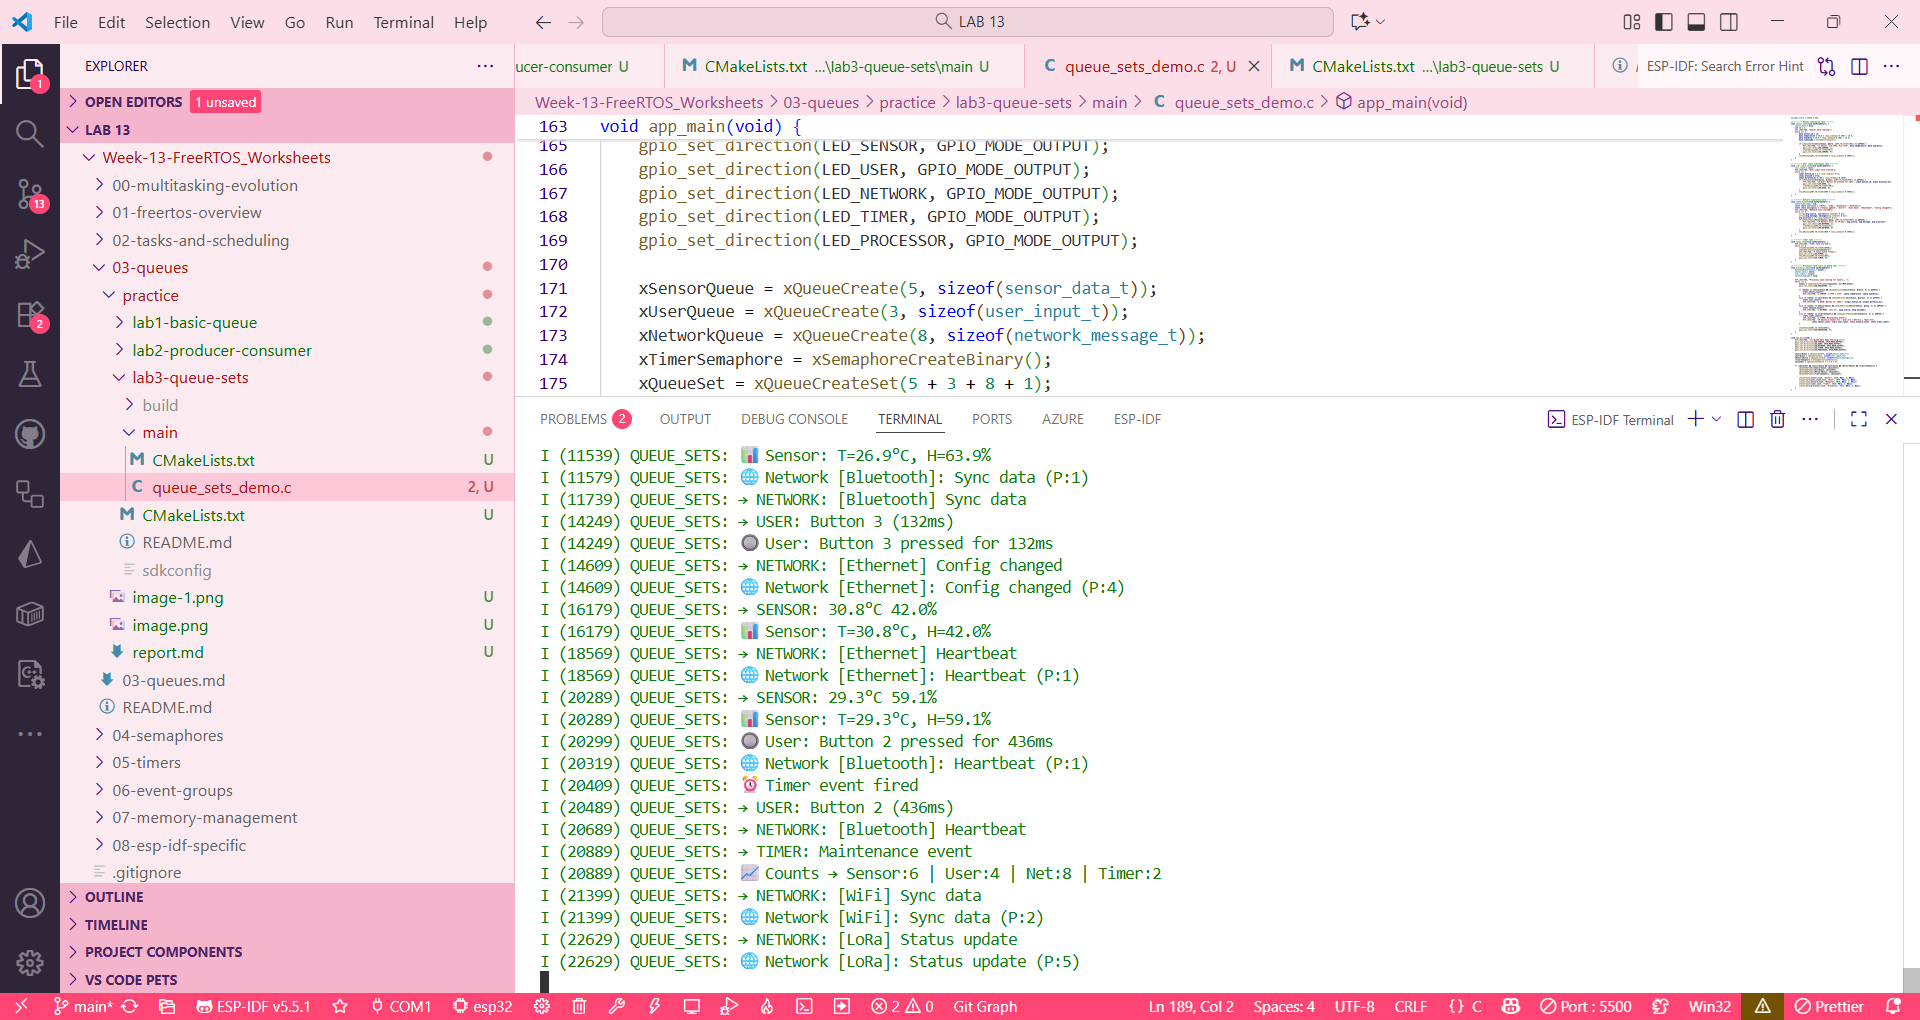 File Edit Selection View Go Run Terminal Help
LAB 13
EXPLORER
OPEN EDITORS 1 unsaved
LAB 13
Week-13-FreeRTOS_Worksheets
00-multitasking-evolution
01-freertos-overview
02-tasks-and-scheduling
03-queues
practice
lab1-basic-queue
lab2-producer-consumer
lab3-queue-sets
build
main
CMakeLists.txt U
queue_sets_demo.c 2, U
CMakeLists.txt U
README.md
sdkconfig
image-1.png U
image.png U
report.md U
03-queues.md
README.md
04-semaphores
05-timers
06-event-groups
07-memory-management
08-esp-idf-specific
.gitignore
OUTLINE
TIMELINE
PROJECT COMPONENTS
VS CODE PETS
1
13
2
ucer-consumer U
CMakeLists.txt ...\lab3-queue-sets\main U
queue_sets_demo.c 2, U
CMakeLists.txt ...\lab3-queue-sets U
ESP-IDF: Search Error Hint
Week-13-FreeRTOS_Worksheets > 03-queues > practice > lab3-queue-sets > main > C queue_sets_demo.c > app_main(void)
163 void app_main(void) {
165 gpio_set_direction(LED_SENSOR, GPIO_MODE_OUTPUT);
166 gpio_set_direction(LED_USER, GPIO_MODE_OUTPUT);
167 gpio_set_direction(LED_NETWORK, GPIO_MODE_OUTPUT);
168 gpio_set_direction(LED_TIMER, GPIO_MODE_OUTPUT);
169 gpio_set_direction(LED_PROCESSOR, GPIO_MODE_OUTPUT);
170
171 xSensorQueue = xQueueCreate(5, sizeof(sensor_data_t));
172 xUserQueue = xQueueCreate(3, sizeof(user_input_t));
173 xNetworkQueue = xQueueCreate(8, sizeof(network_message_t));
174 xTimerSemaphore = xSemaphoreCreateBinary();
175 xQueueSet = xQueueCreateSet(5 + 3 + 8 + 1);
PROBLEMS 2 OUTPUT DEBUG CONSOLE TERMINAL PORTS AZURE ESP-IDF
ESP-IDF Terminal
I (11539) QUEUE_SETS: 📊 Sensor: T=26.9°C, H=63.9%
I (11579) QUEUE_SETS: 🌐 Network [Bluetooth]: Sync data (P:1)
I (11739) QUEUE_SETS: → NETWORK: [Bluetooth] Sync data
I (14249) QUEUE_SETS: → USER: Button 3 (132ms)
I (14249) QUEUE_SETS: 🔘 User: Button 3 pressed for 132ms
I (14609) QUEUE_SETS: → NETWORK: [Ethernet] Config changed
I (14609) QUEUE_SETS: 🌐 Network [Ethernet]: Config changed (P:4)
I (16179) QUEUE_SETS: → SENSOR: 30.8°C 42.0%
I (16179) QUEUE_SETS: 📊 Sensor: T=30.8°C, H=42.0%
I (18569) QUEUE_SETS: → NETWORK: [Ethernet] Heartbeat
I (18569) QUEUE_SETS: 🌐 Network [Ethernet]: Heartbeat (P:1)
I (20289) QUEUE_SETS: → SENSOR: 29.3°C 59.1%
I (20289) QUEUE_SETS: 📊 Sensor: T=29.3°C, H=59.1%
I (20299) QUEUE_SETS: 🔘 User: Button 2 pressed for 436ms
I (20319) QUEUE_SETS: 🌐 Network [Bluetooth]: Heartbeat (P:1)
I (20409) QUEUE_SETS: ⏰ Timer event fired
I (20489) QUEUE_SETS: → USER: Button 2 (436ms)
I (20689) QUEUE_SETS: → NETWORK: [Bluetooth] Heartbeat
I (20889) QUEUE_SETS: → TIMER: Maintenance event
I (20889) QUEUE_SETS: 📈 Counts → Sensor:6 | User:4 | Net:8 | Timer:2
I (21399) QUEUE_SETS: → NETWORK: [WiFi] Sync data
I (21399) QUEUE_SETS: 🌐 Network [WiFi]: Sync data (P:2)
I (22629) QUEUE_SETS: → NETWORK: [LoRa] Status update
I (22629) QUEUE_SETS: 🌐 Network [LoRa]: Status update (P:5)
main* ESP-IDF v5.5.1 COM1 esp32 2 0 Git Graph Ln 189, Col 2 Spaces: 4 UTF-8 CRLF {} C Port : 5500 Win32 Prettier